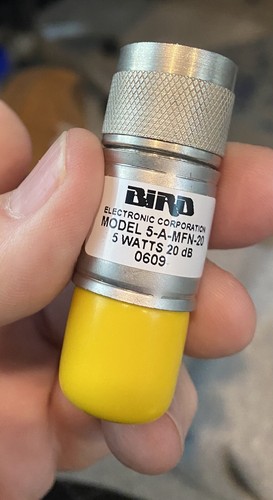 BIRD
ELECTRONIC CORPORATION
MODEL 5-A-MFN-20
5 WATTS 20 dB
0609